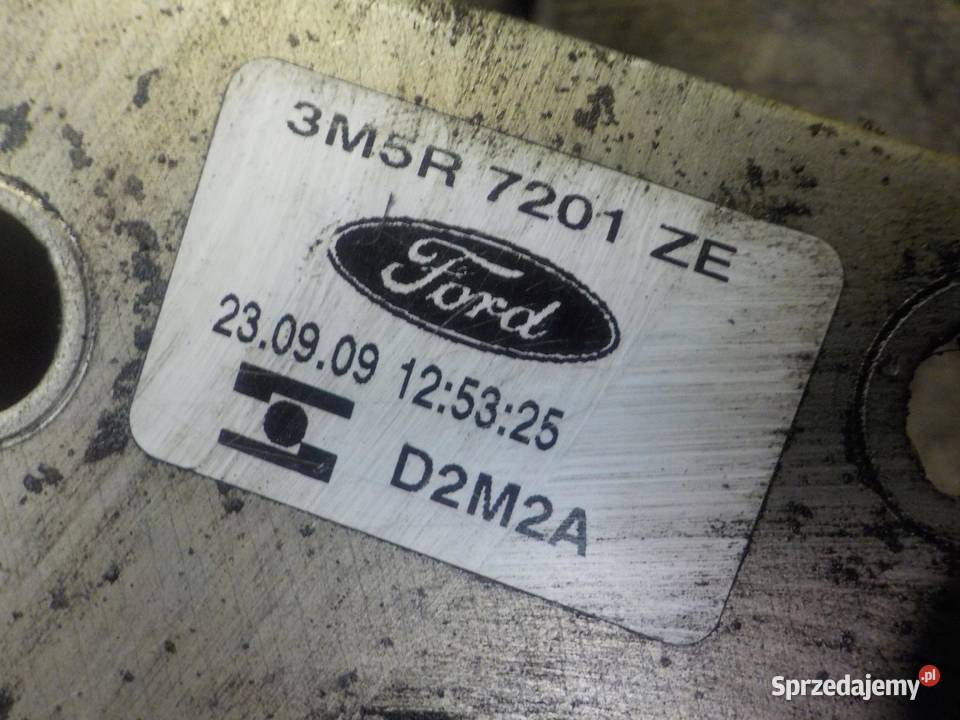 3M5R 7201 ZE
Ford
23.09.09 12:53:25
D2M2A
Sprzedajemy.pl